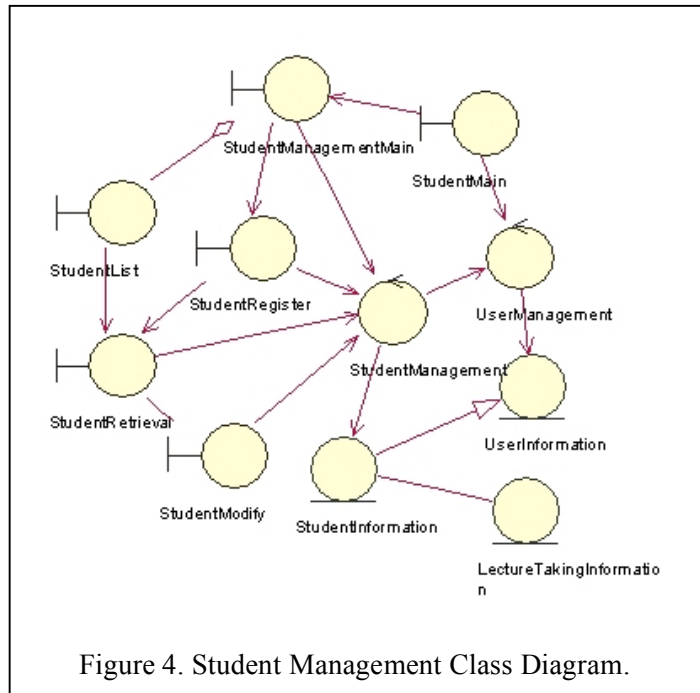 StudentManagementMain
StudentMain
StudentList
StudentRegister
UserManagement
StudentManagement
StudentRetrieval
UserInformation
StudentModify
StudentInformation
LectureTakingInformatio
n
Figure 4. Student Management Class Diagram.